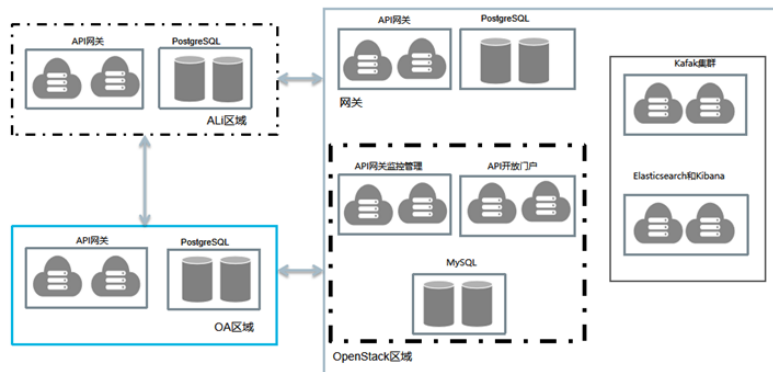 API网关
PostgreSQL
ALi区域
API网关
PostgreSQL
OA区域
API网关
PostgreSQL
网关
API网关监控管理
API开放门户
MySQL
OpenStack区域
Kafak集群
Elasticsearch和Kibana